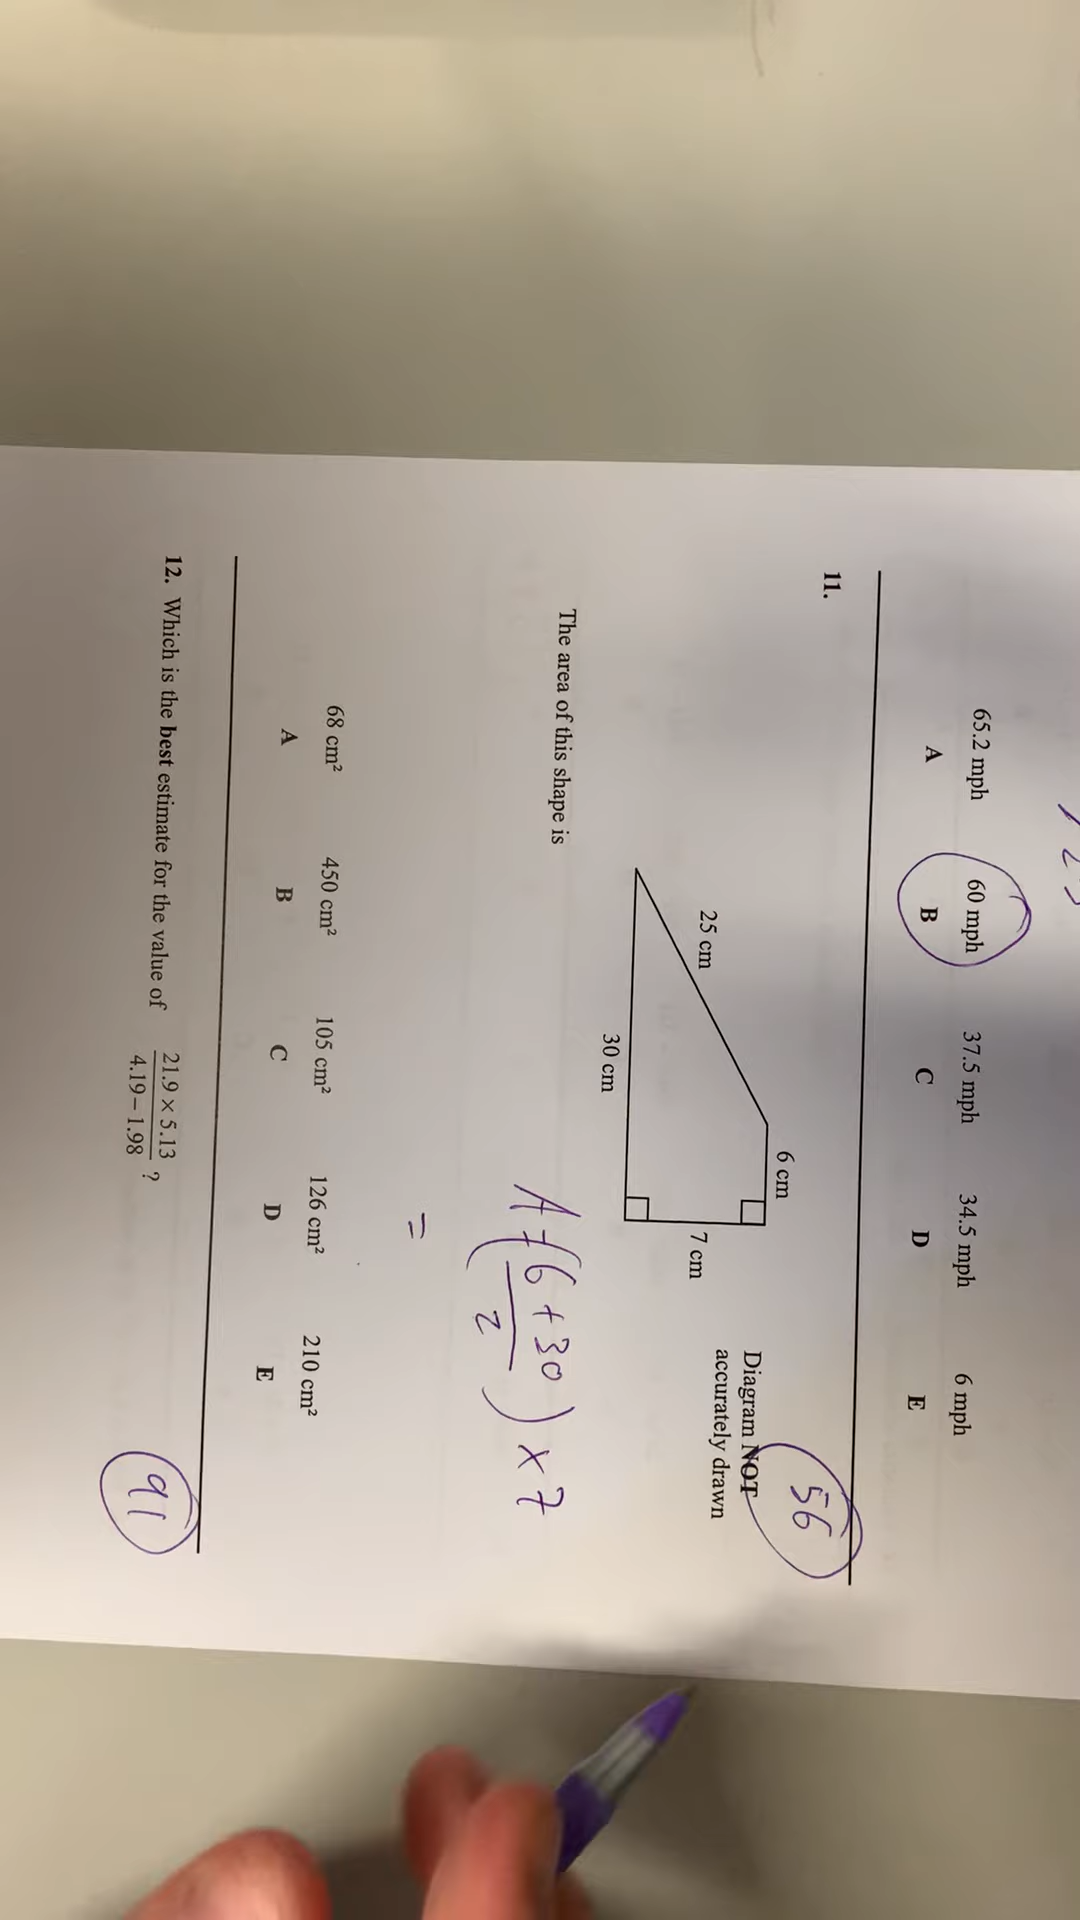 65.2 mph 60 mph 37.5 mph 34.5 mph 6 mph
A B C D E
56
11.
Diagram NOT
accurately drawn
6 cm
25 cm
7 cm
30 cm
The area of this shape is
A = (6 + 30
2) × 7
=
68 cm² 450 cm² 105 cm² 126 cm² 210 cm²
A B C D E
91
12. Which is the best estimate for the value of 21.9 × 5.13
4.19 – 1.98 ?